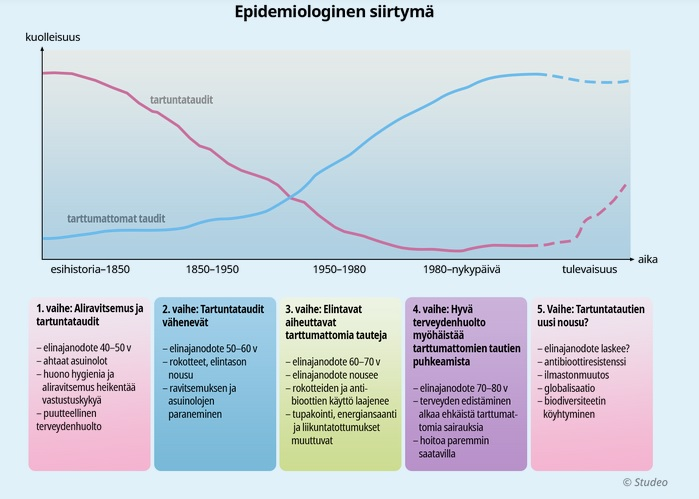 Epidemiologinen siirtymä
kuolleisuus
tartuntataudit
tarttumattomat taudit
aika
esihistoria–1850
1850–1950
1950–1980
1980–nykypäivä
tulevaisuus
1. vaihe: Aliravitsemus ja
tartuntataudit
– elinajanodote 40–50 v
– ahtaat asuinolot
– huono hygienia ja
aliravitsemus heikentää
vastustuskykyä
– puutteellinen
terveydenhuolto
2. vaihe: Tartuntataudit
vähenevät
– elinajanodote 50–60 v
– rokotteet, elintason
nousu
– ravitsemuksen ja
asuinolojen
paraneminen
3. vaihe: Elintavat
aiheuttavat
tarttumattomia tauteja
– elinajanodote 60–70 v
– elinajanodote nousee
– rokotteiden ja anti-
bioottien käyttö laajenee
– tupakointi, energiansaanti
ja liikuntatottumukset
muuttuvat
4. vaihe: Hyvä
terveydenhuolto
myöhäistää
tarttumattomien tautien
puhkeamista
– elinajanodote 70–80 v
– terveyden edistäminen
alkaa ehkäistä tarttumat-
tomia sairauksia
– hoitoa paremmin
saatavilla
5. Vaihe: Tartuntatautien
uusi nousu?
– elinajanodote laskee?
– antibioottiresistenssi
– ilmastonmuutos
– globalisaatio
– biodiversiteetin
köyhtyminen
© Studeo